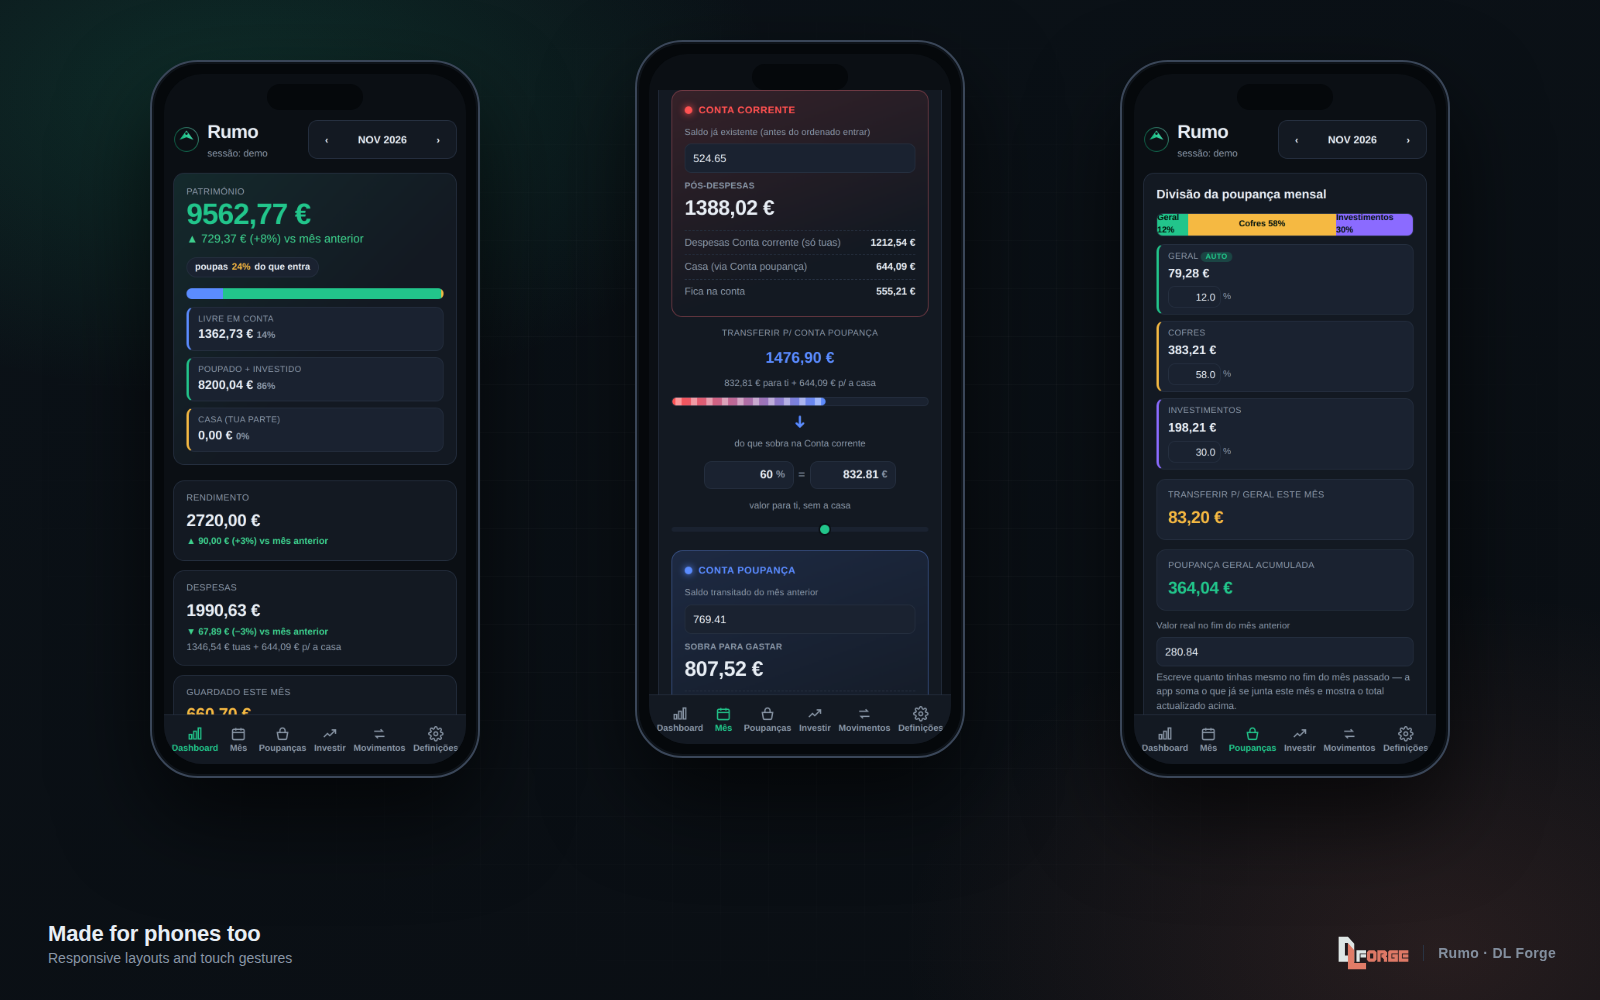 Rumo
sessão: demo
‹ NOV 2026 ›
PATRIMÓNIO
9562,77 €
▲ 729,37 € (+8%) vs mês anterior
poupas 24% do que entra
LIVRE EM CONTA
1362,73 € 14%
POUPADO + INVESTIDO
8200,04 € 86%
CASA (TUA PARTE)
0,00 € 0%
RENDIMENTO
2720,00 €
▲ 90,00 € (+3%) vs mês anterior
DESPESAS
1990,63 €
▼ 67,89 € (−3%) vs mês anterior
1346,54 € tuas + 644,09 € p/ a casa
GUARDADO ESTE MÊS
660,70 €
Dashboard Mês Poupanças Investir Movimentos Definições
CONTA CORRENTE
Saldo já existente (antes do ordenado entrar)
524.65
PÓS-DESPESAS
1388,02 €
Despesas Conta corrente (só tuas) 1212,54 €
Casa (via Conta poupança) 644,09 €
Fica na conta 555,21 €
TRANSFERIR P/ CONTA POUPANÇA
1476,90 €
832,81 € para ti + 644,09 € p/ a casa
do que sobra na Conta corrente
60 % = 832.81 €
valor para ti, sem a casa
CONTA POUPANÇA
Saldo transitado do mês anterior
769.41
SOBRA PARA GASTAR
807,52 €
Dashboard Mês Poupanças Investir Movimentos Definições
Rumo
sessão: demo
‹ NOV 2026 ›
Divisão da poupança mensal
Geral 12%
Cofres 58%
Investimentos 30%
GERAL AUTO
79,28 €
12.0 %
COFRES
383,21 €
58.0 %
INVESTIMENTOS
198,21 €
30.0 %
TRANSFERIR P/ GERAL ESTE MÊS
83,20 €
POUPANÇA GERAL ACUMULADA
364,04 €
Valor real no fim do mês anterior
280.84
Escreve quanto tinhas mesmo no fim do mês passado — a
app soma o que já se junta este mês e mostra o total
actualizado acima.
Dashboard Mês Poupanças Investir Movimentos Definições
Made for phones too
Responsive layouts and touch gestures
DL FORGE
Rumo · DL Forge